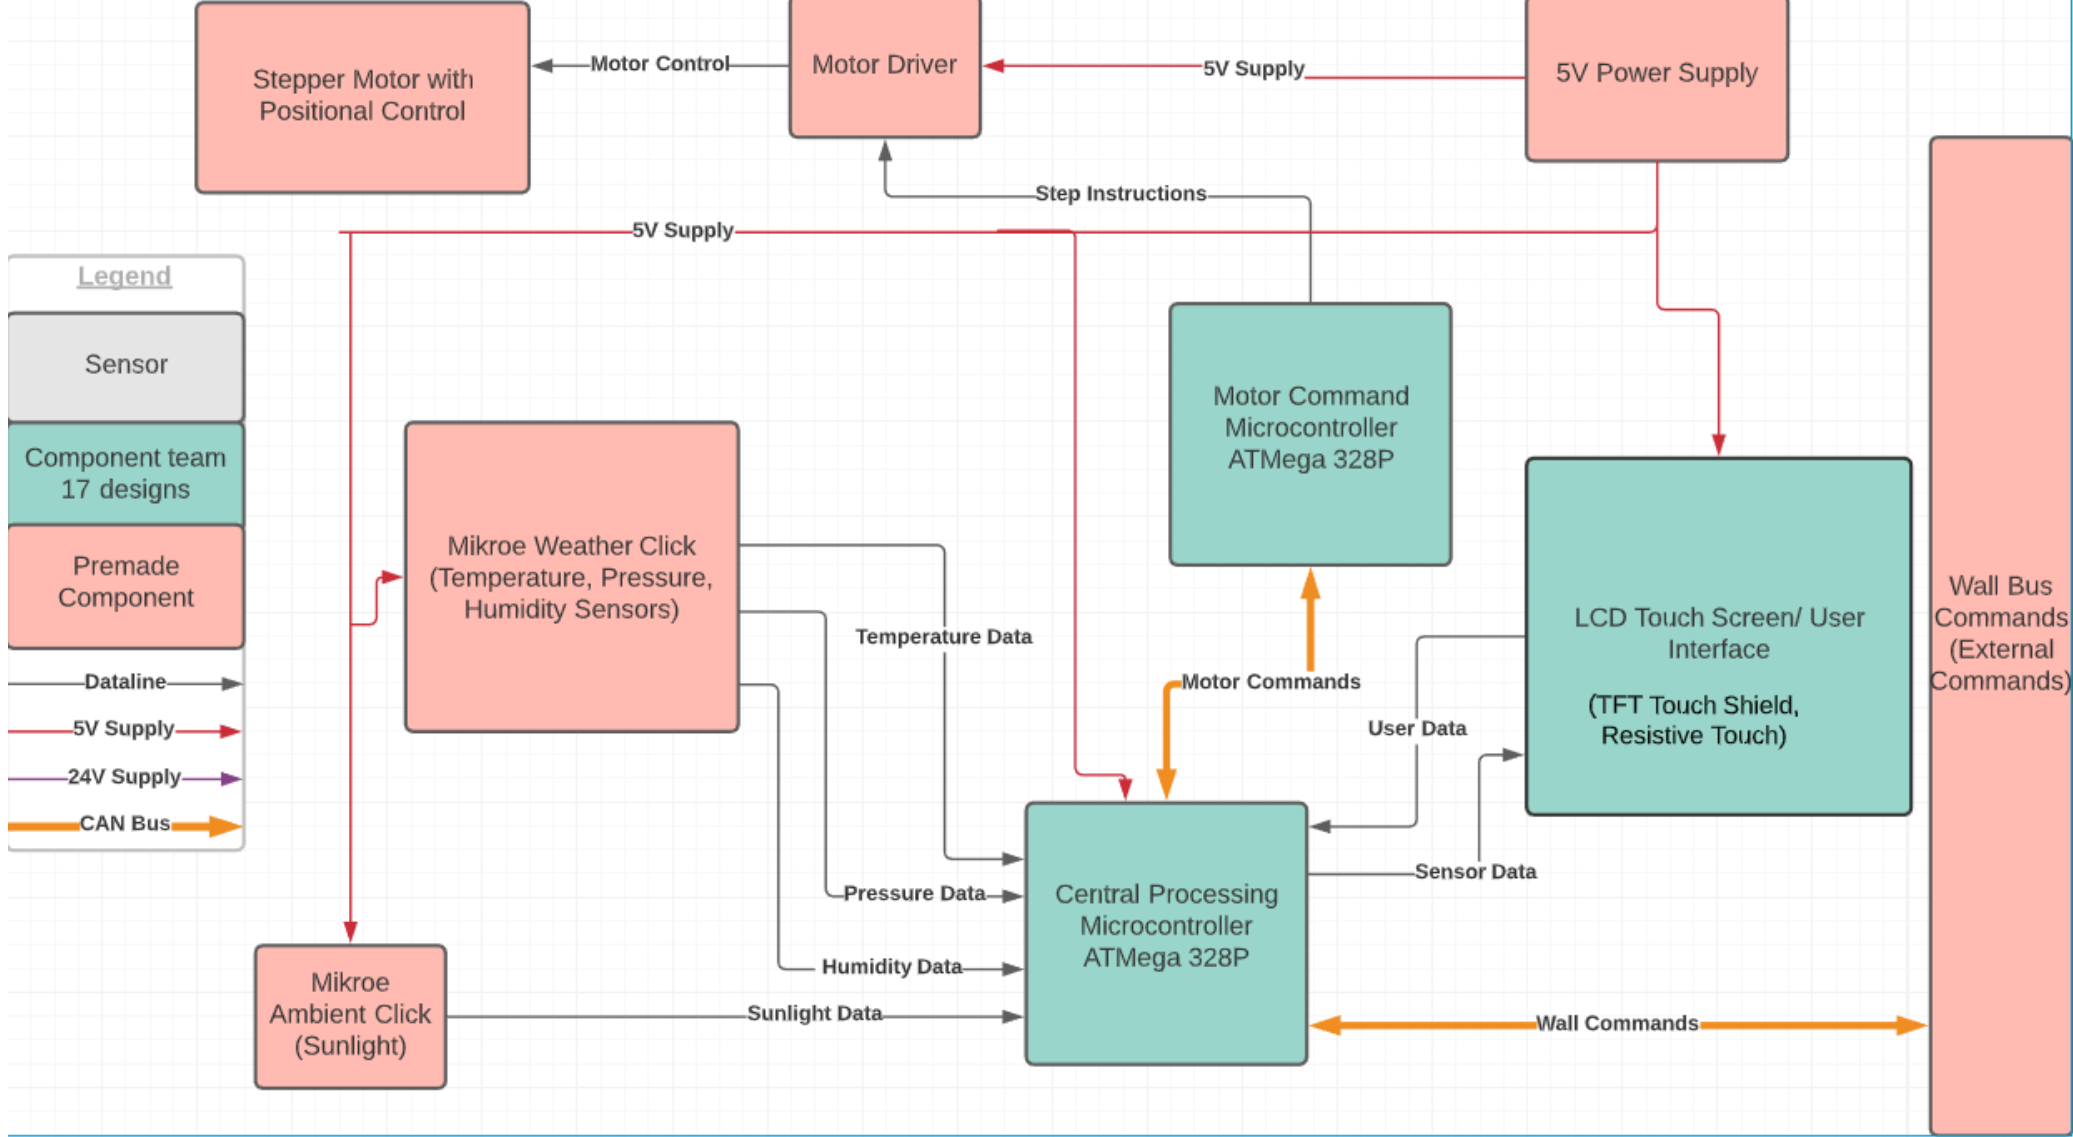 Stepper Motor with
Positional Control
Motor Control
Motor Driver
5V Supply
5V Power Supply
Step Instructions
5V Supply
Legend
Sensor
Component team
17 designs
Premade
Component
Dataline
5V Supply
24V Supply
CAN Bus
Mikroe Weather Click
(Temperature, Pressure,
Humidity Sensors)
Motor Command
Microcontroller
ATMega 328P
LCD Touch Screen/ User
Interface
(TFT Touch Shield,
Resistive Touch)
Wall Bus
Commands
(External
Commands)
Temperature Data
Motor Commands
User Data
Pressure Data
Humidity Data
Sunlight Data
Sensor Data
Central Processing
Microcontroller
ATMega 328P
Mikroe
Ambient Click
(Sunlight)
Wall Commands